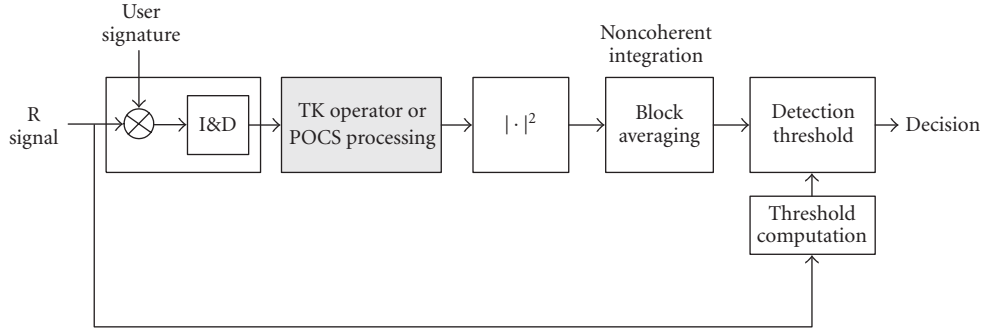 User
signature
R
signal
I&D
TK operator or
POCS processing
| · |²
Noncoherent
integration
Block
averaging
Detection
threshold
Decision
Threshold
computation